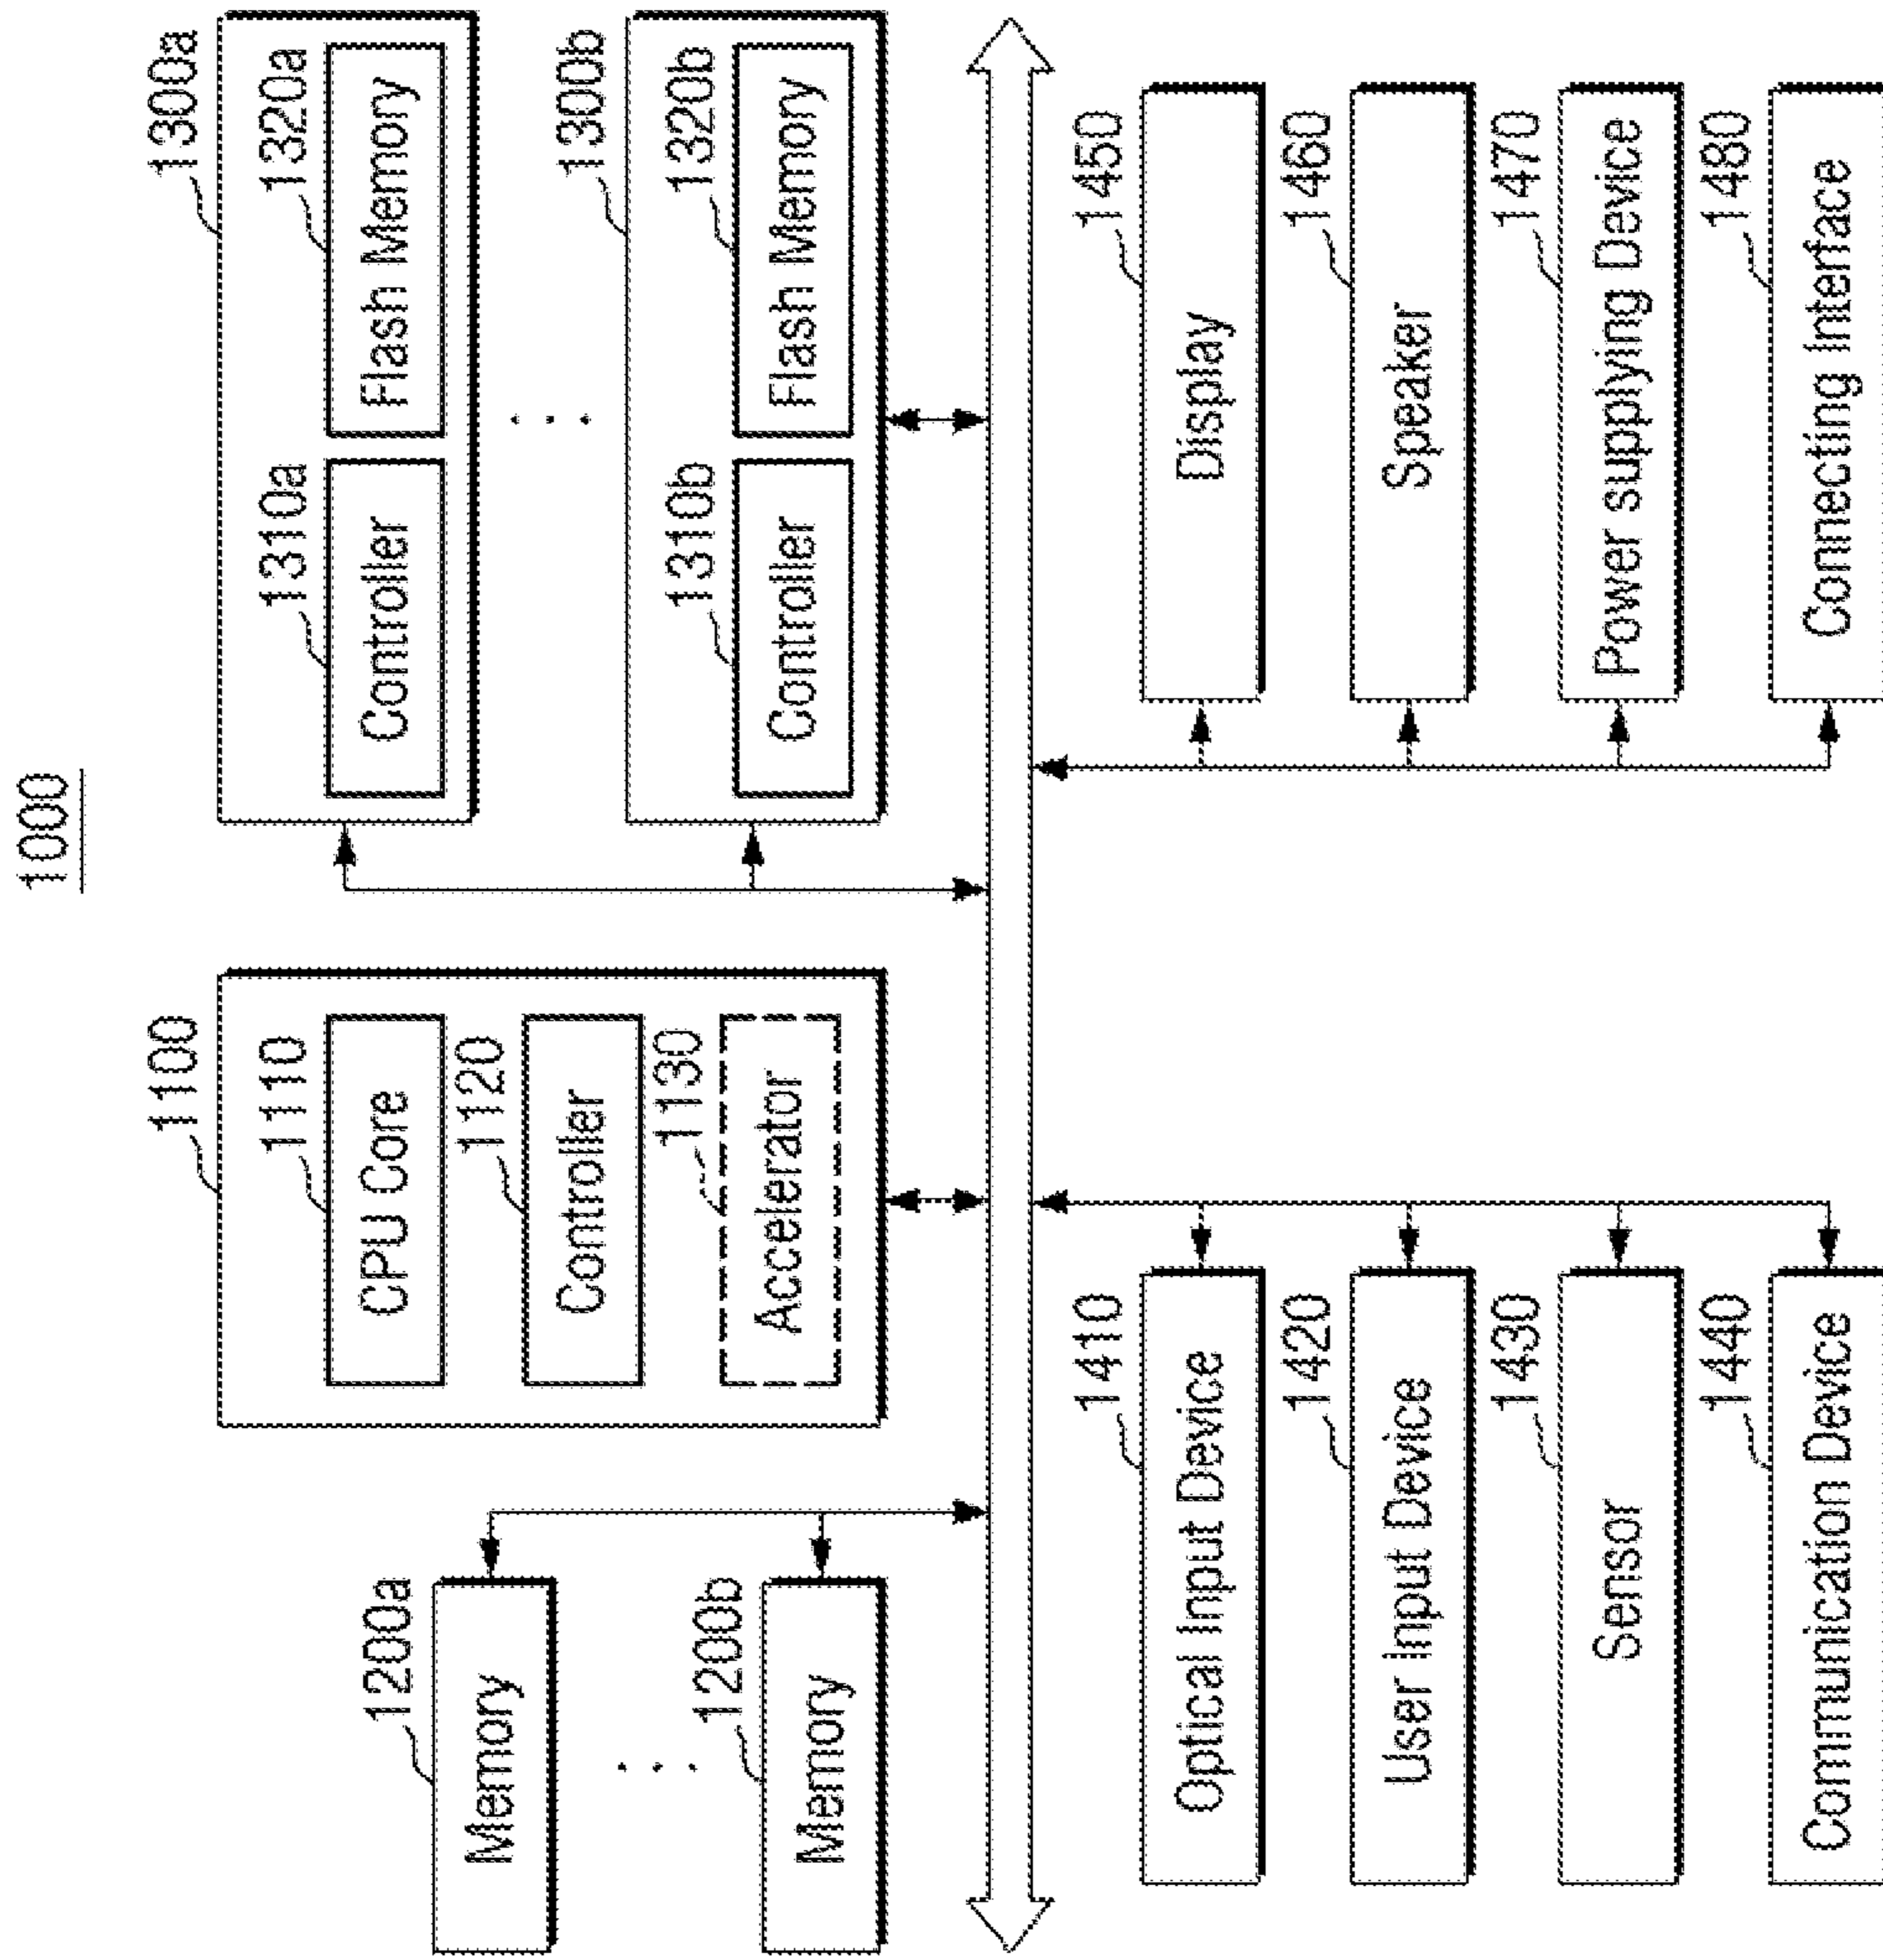 1000
1100
1110
CPU Core
1120
Controller
1130
Accelerator
1200a
Memory
1200b
Memory
1300a
1310a
Controller
1320a
Flash Memory
1300b
1310b
Controller
1320b
Flash Memory
1410
Optical Input Device
1420
User Input Device
1430
Sensor
1440
Communication Device
1450
Display
1460
Speaker
1470
Power supplying Device
1480
Connecting Interface